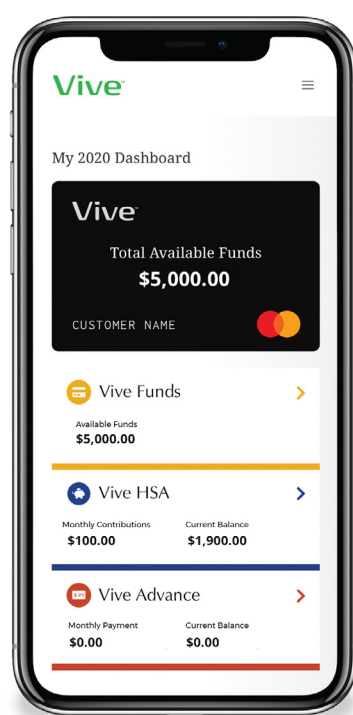 Vive™
My 2020 Dashboard
Vive™
Total Available Funds
$5,000.00
CUSTOMER NAME
Vive Funds
Available Funds
$5,000.00
Vive HSA
Monthly Contributions Current Balance
$100.00 $1,900.00
Vive Advance
Monthly Payment Current Balance
$0.00 $0.00